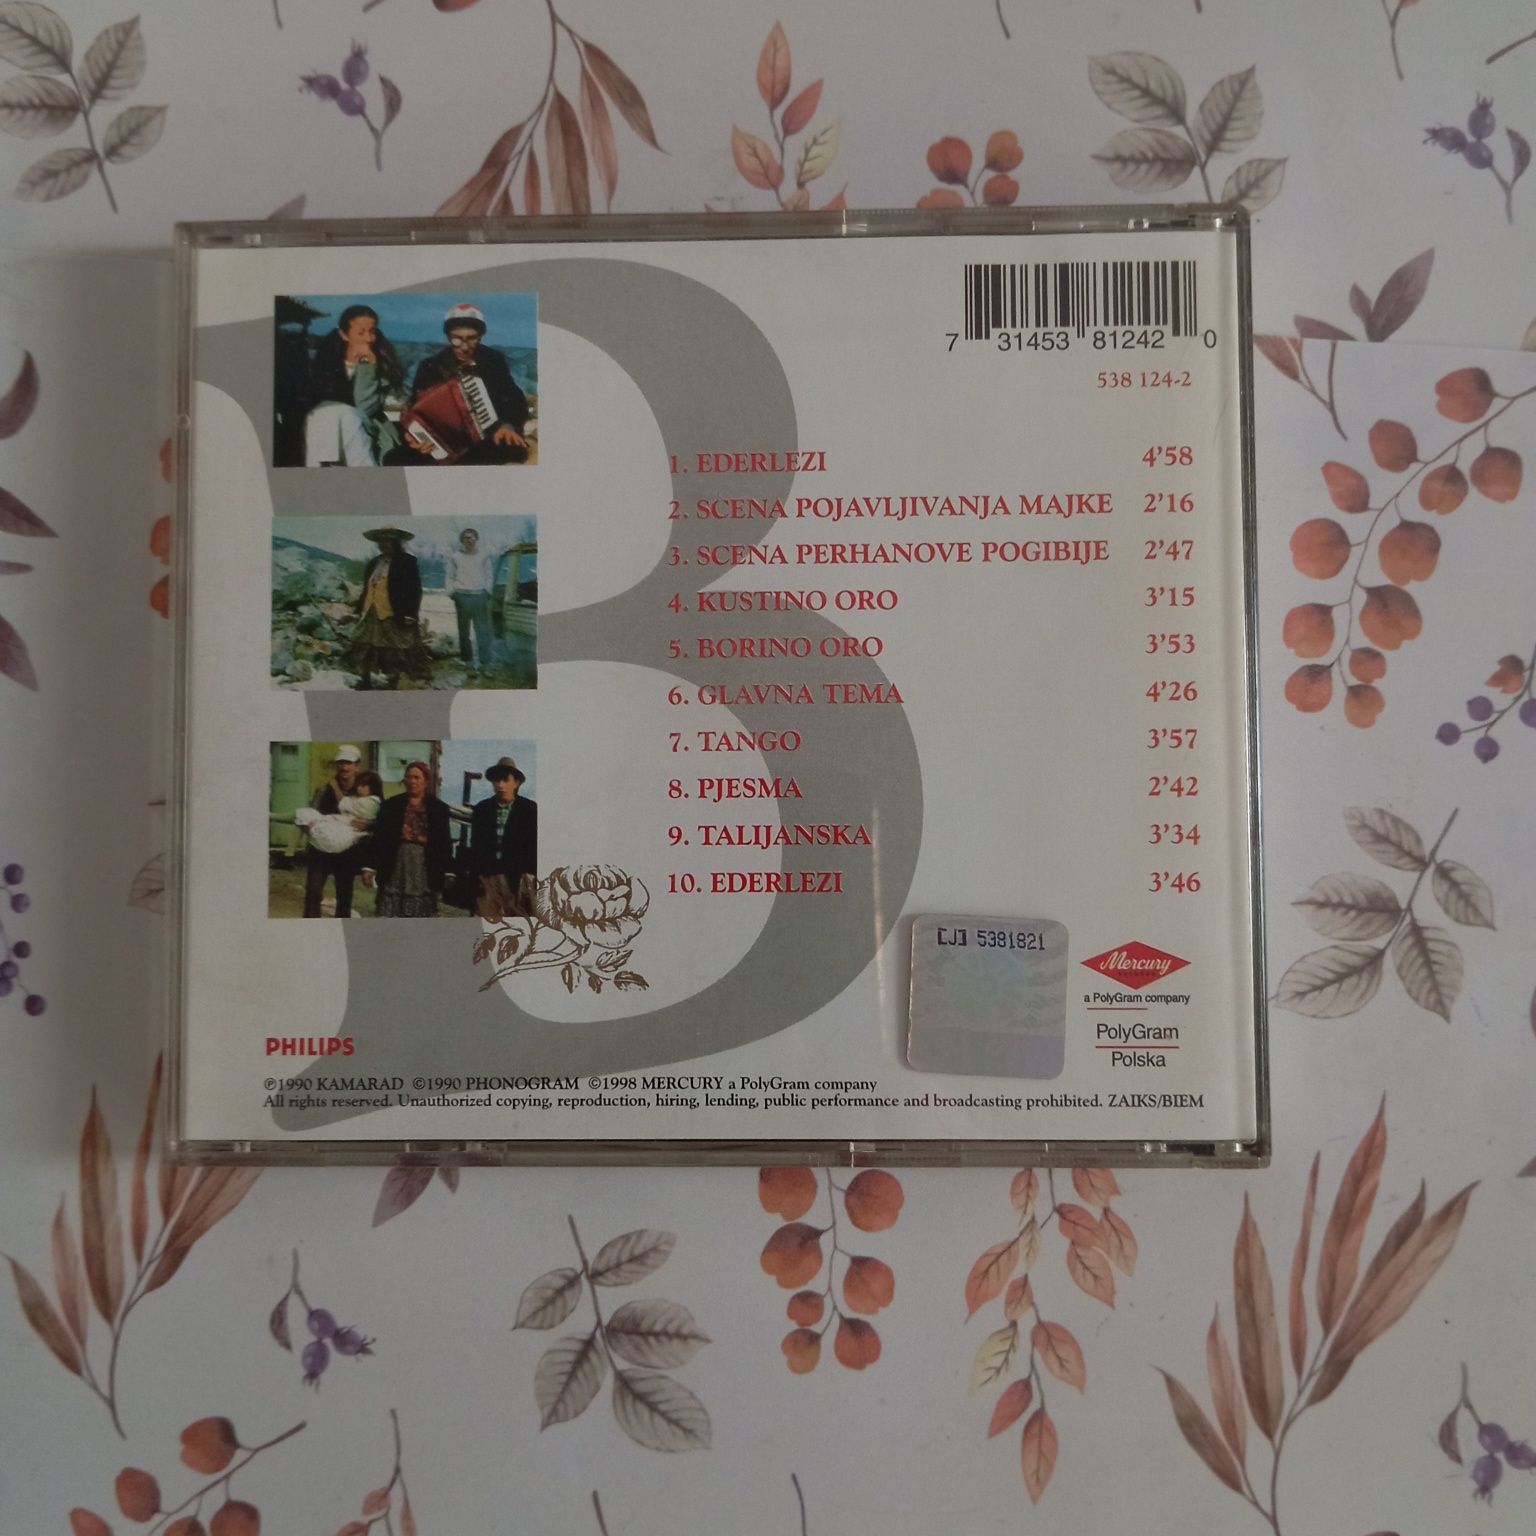 B
7 31453 81242 0
538 124-2
1. EDERLEZI 4’58
2. SCENA POJAVLJIVANJA MAJKE 2’16
3. SCENA PERHANOVE POGIBIJE 2’47
4. KUSTINO ORO 3’15
5. BORINO ORO 3’53
6. GLAVNA TEMA 4’26
7. TANGO 3’57
8. PJESMA 2’42
9. TALIJANSKA 3’34
10. EDERLEZI 3’46
[J] 5381821
Mercury
a PolyGram company
PolyGram
Polska
PHILIPS
℗1990 KAMARAD ©1990 PHONOGRAM ©1998 MERCURY a PolyGram company
All rights reserved. Unauthorized copying, reproduction, hiring, lending, public performance and broadcasting prohibited. ZAIKS/BIEM